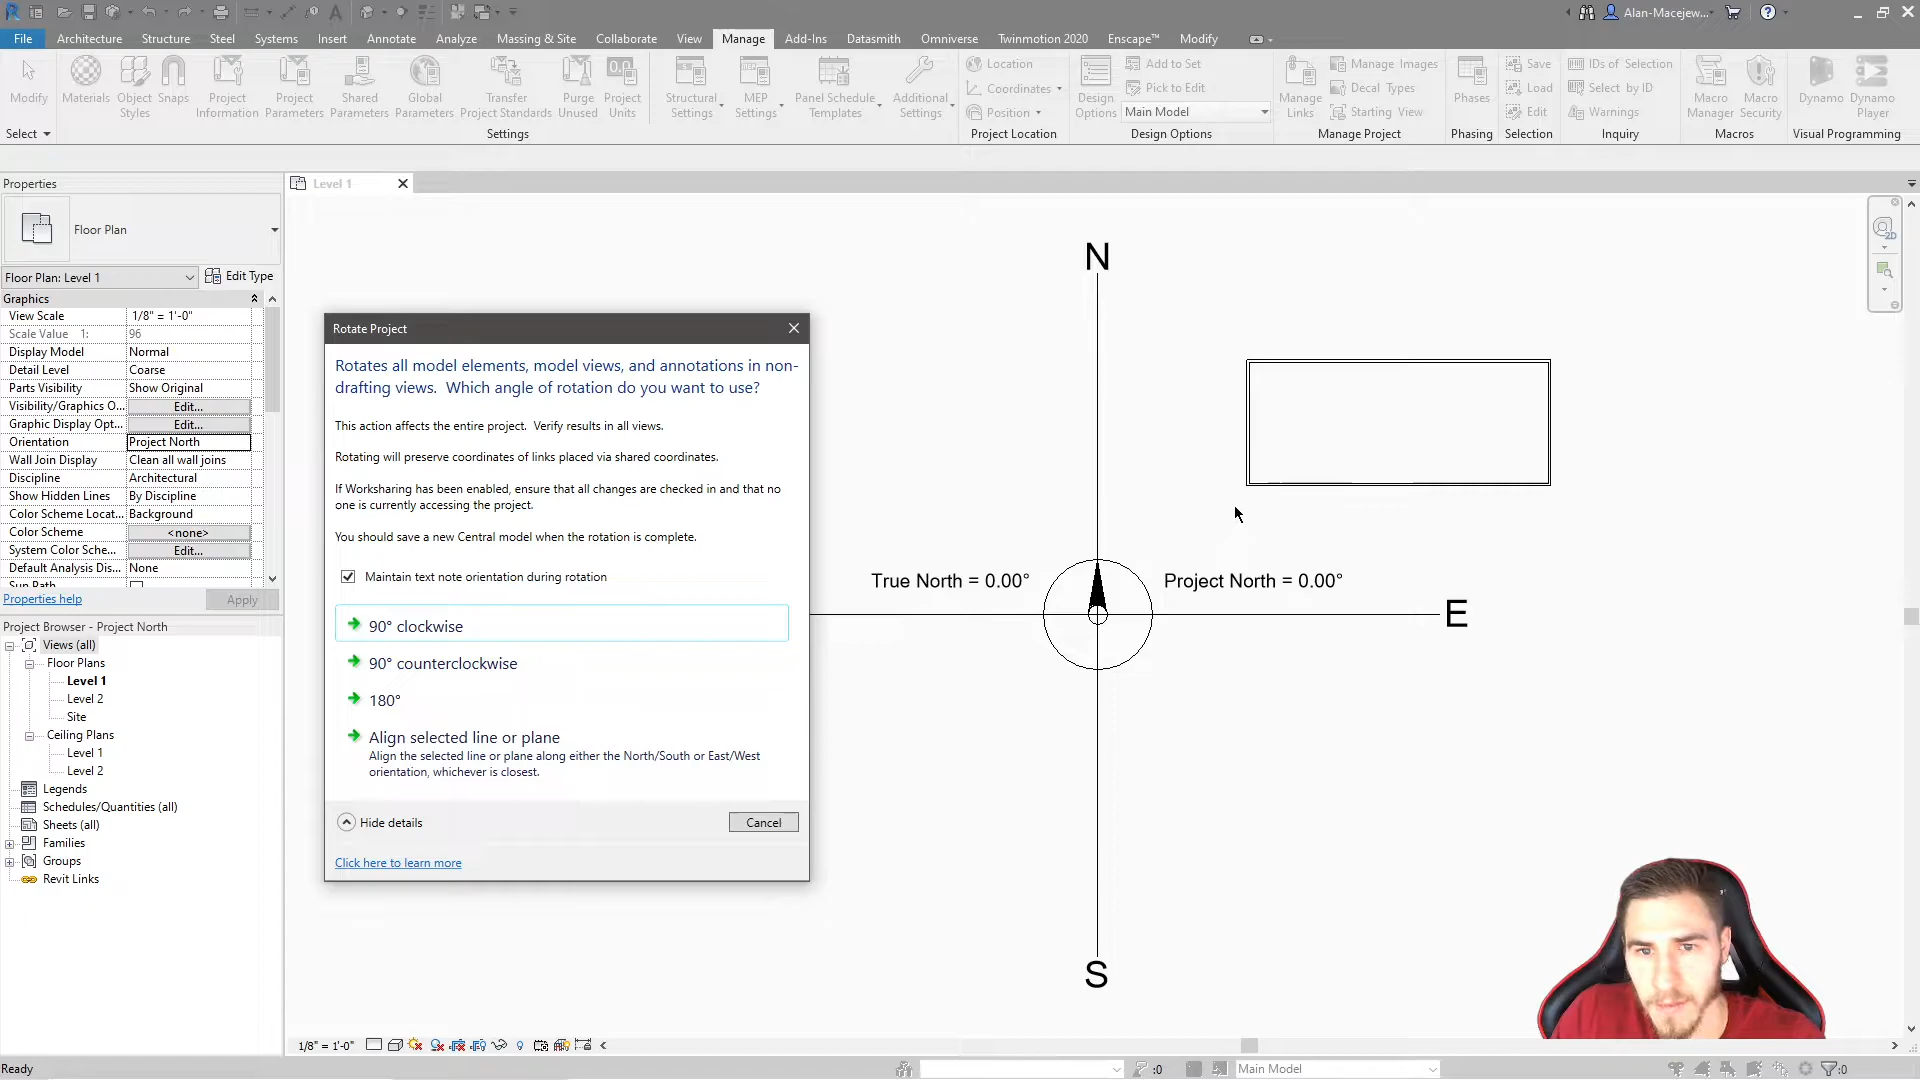 Alan-Macejew...
File Architecture Structure Steel Systems Insert Annotate Analyze Massing & Site Collaborate View Manage Add-Ins Datasmith Omniverse Twinmotion 2020 Enscape™ Modify
Modify
Materials
Object Styles
Snaps
Project Information
Project Parameters
Shared Parameters
Global Parameters
Transfer Project Standards
Purge Unused
Project Units
Structural Settings
MEP Settings
Panel Schedule Templates
Additional Settings
Location
Coordinates
Position
Design Options
Add to Set
Pick to Edit
Main Model
Manage Links
Manage Images
Decal Types
Starting View
Phases
Save
Load
Edit
IDs of Selection
Select by ID
Warnings
Macro Manager
Macro Security
Dynamo
Dynamo Player
Select
Settings
Project Location
Design Options
Manage Project
Phasing
Selection
Inquiry
Macros
Visual Programming
Properties
Floor Plan
Floor Plan: Level 1
Edit Type
Graphics
View Scale 1/8" = 1'-0"
Scale Value 1: 96
Display Model Normal
Detail Level Coarse
Parts Visibility Show Original
Visibility/Graphics O... Edit...
Graphic Display Opt... Edit...
Orientation Project North
Wall Join Display Clean all wall joins
Discipline Architectural
Show Hidden Lines By Discipline
Color Scheme Locat... Background
Color Scheme <none>
System Color Sche... Edit...
Default Analysis Dis... None
Sun Path
Properties help
Apply
Project Browser - Project North
Views (all)
Floor Plans
Level 1
Level 2
Site
Ceiling Plans
Level 1
Level 2
Legends
Schedules/Quantities (all)
Sheets (all)
Families
Groups
Revit Links
Level 1
Rotate Project
Rotates all model elements, model views, and annotations in non-
drafting views. Which angle of rotation do you want to use?
This action affects the entire project. Verify results in all views.
Rotating will preserve coordinates of links placed via shared coordinates.
If Worksharing has been enabled, ensure that all changes are checked in and that no
one is currently accessing the project.
You should save a new Central model when the rotation is complete.
Maintain text note orientation during rotation
90° clockwise
90° counterclockwise
180°
Align selected line or plane
Align the selected line or plane along either the North/South or East/West
orientation, whichever is closest.
Hide details
Cancel
Click here to learn more
N
True North = 0.00°
Project North = 0.00°
E
S
2D
1/8" = 1'-0"
Ready
:0
Main Model
:0